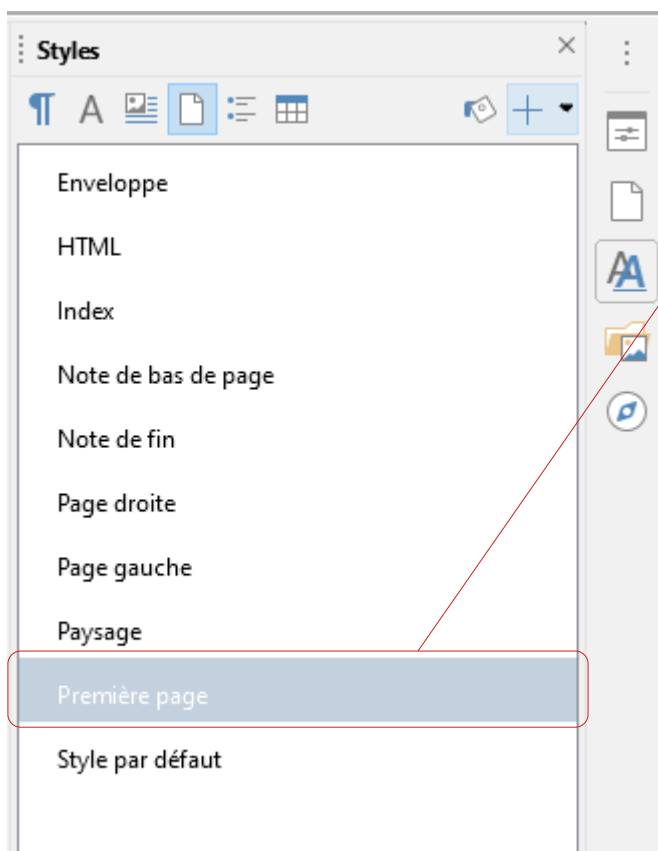 Styles
Enveloppe
HTML
Index
Note de bas de page
Note de fin
Page droite
Page gauche
Paysage
Première page
Style par défaut